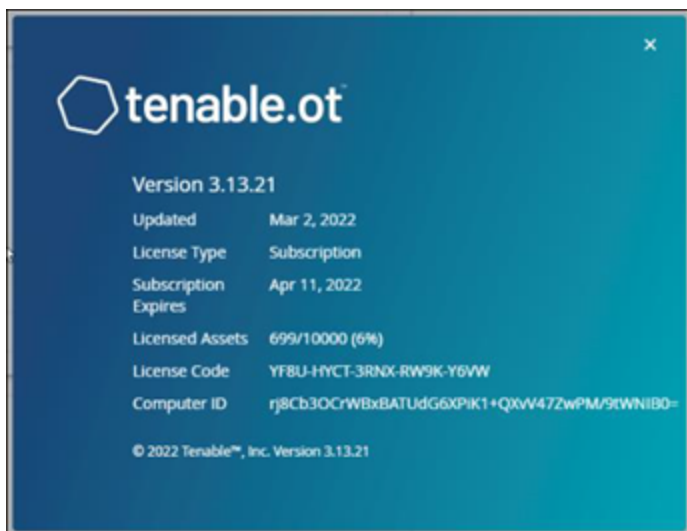 tenable.ot™
Version 3.13.21
Updated Mar 2, 2022
License Type Subscription
Subscription Expires Apr 11, 2022
Licensed Assets 699/10000 (6%)
License Code YF8U-HYCT-3RNX-RW9K-Y6VW
Computer ID rj8Cb3OCrWBxBATUdG6XPiK1+QXvV47ZwPM/9tWNIB0=
© 2022 Tenable™, Inc. Version 3.13.21